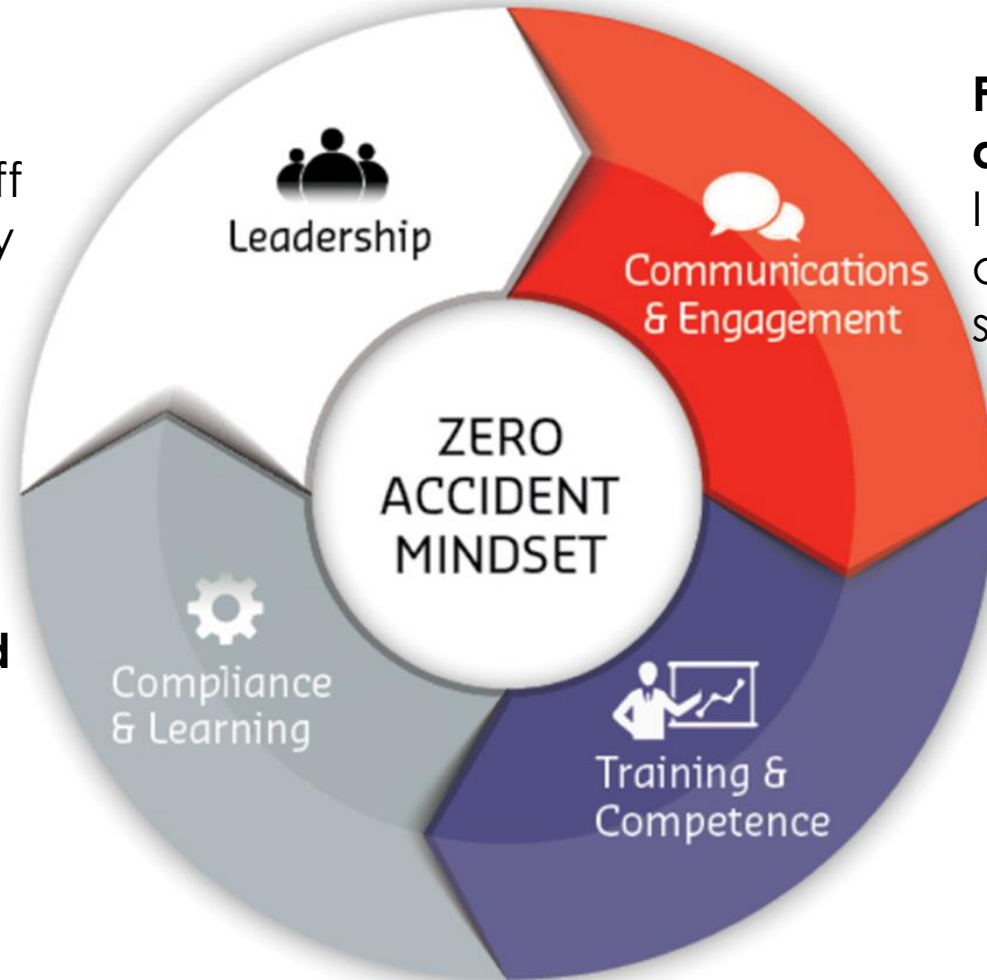 Leadership
Communications
& Engagement
ZERO
ACCIDENT
MINDSET
Compliance
& Learning
Training &
Competence